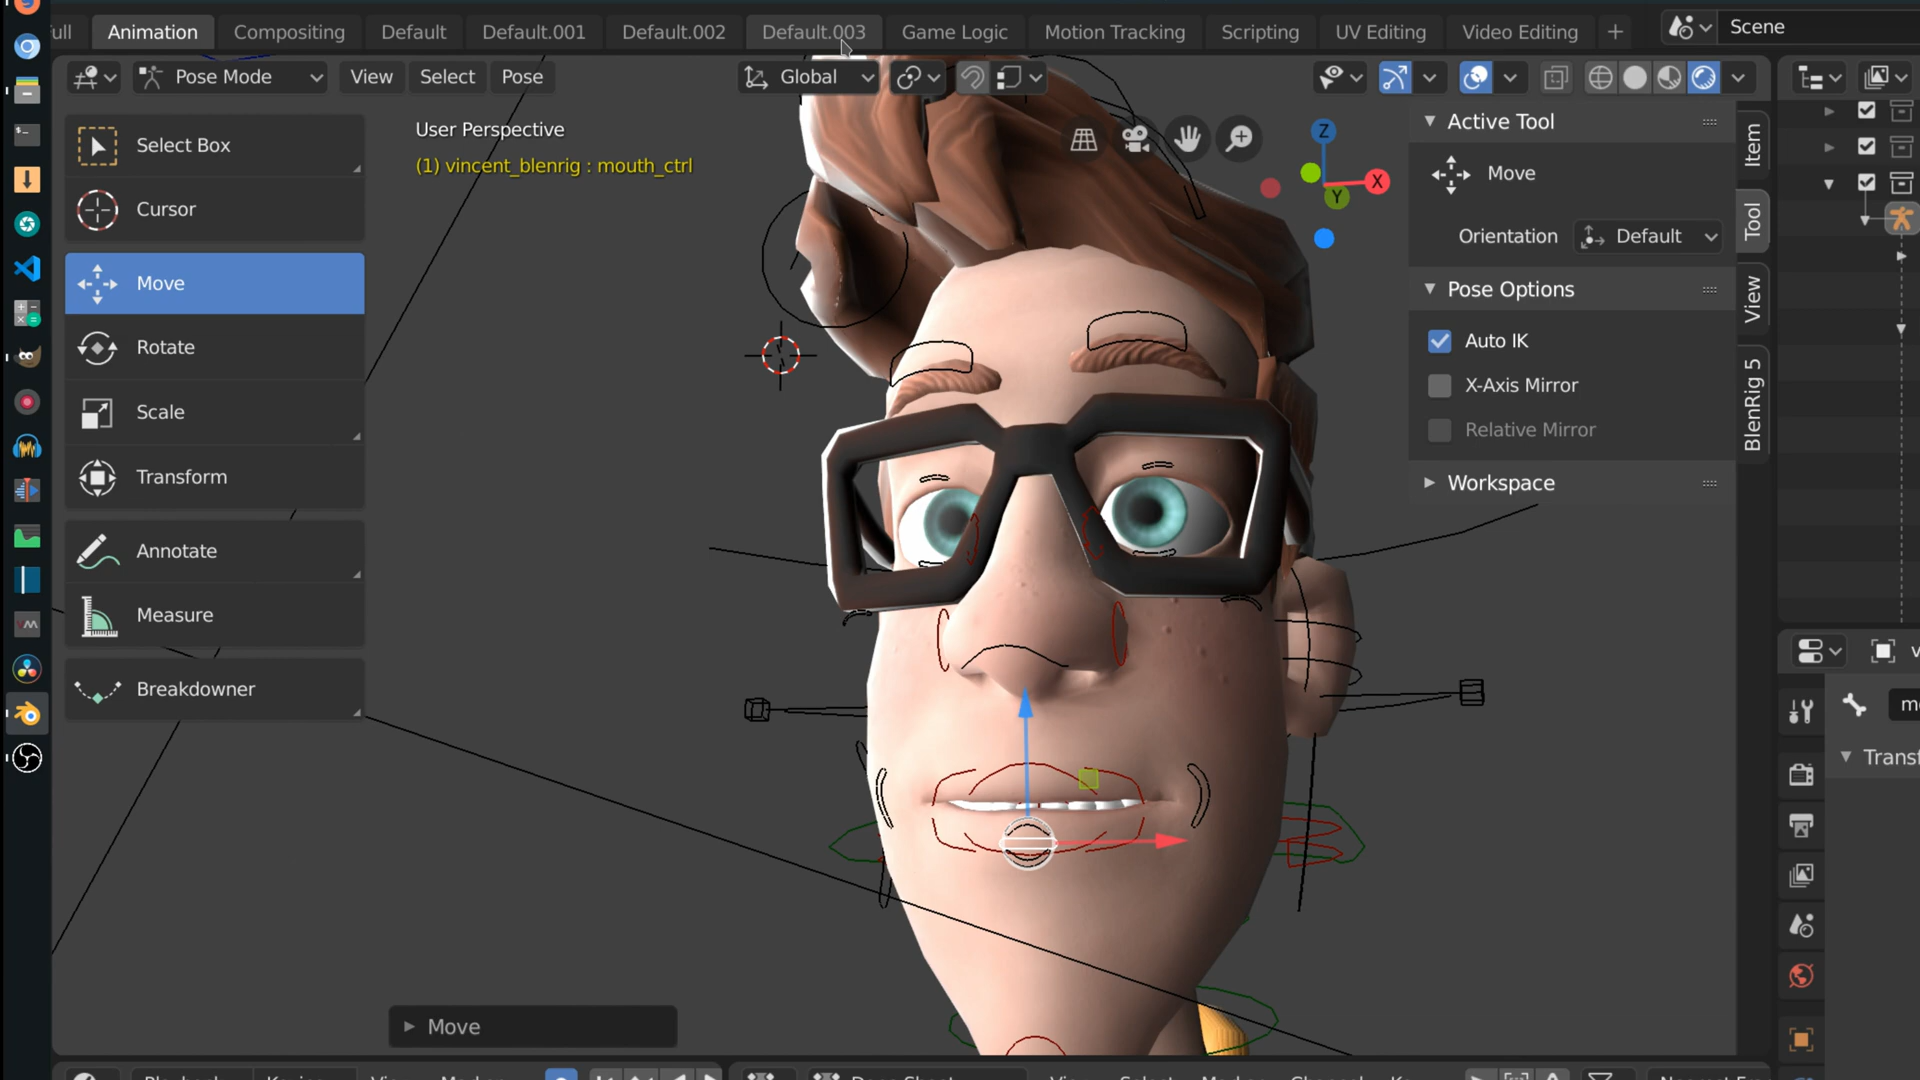 Animation Compositing Default Default.001 Default.002 Default.003 Game Logic Motion Tracking Scripting UV Editing Video Editing + Scene
Pose Mode View Select Pose Global
User Perspective
(1) vincent_blenrig : mouth_ctrl
Select Box
Cursor
Move
Rotate
Scale
Transform
Annotate
Measure
Breakdowner
Z
X
Y
Active Tool
Move
Orientation Default
Pose Options
Auto IK
X-Axis Mirror
Relative Mirror
Workspace
Item
Tool
View
BlenRig 5
Move